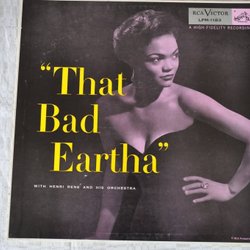 RCA VICTOR
LPM-1183
A HIGH-FIDELITY RECORDING
"That
Bad
Eartha"
WITH HENRI RENÉ AND HIS ORCHESTRA